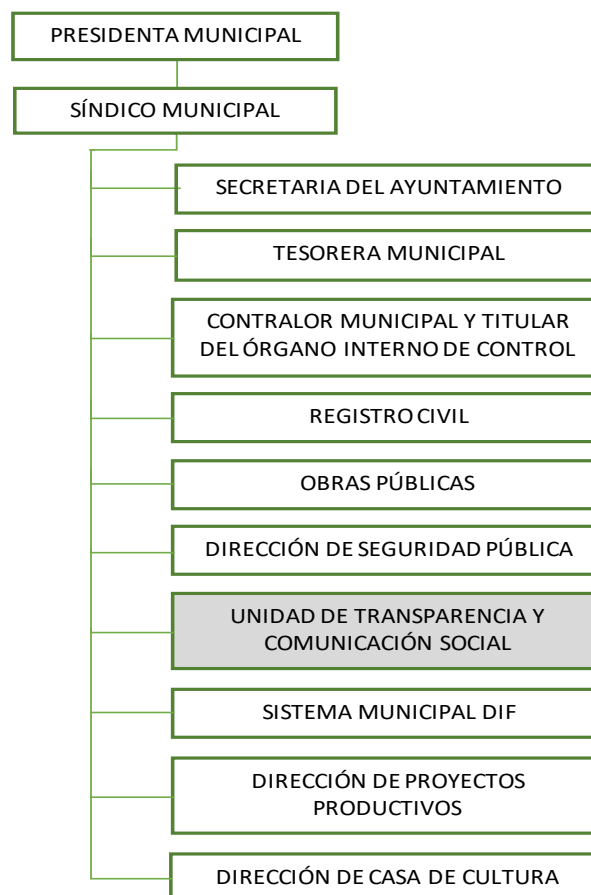 PRESIDENTA MUNICIPAL
SÍNDICO MUNICIPAL
SECRETARIA DEL AYUNTAMIENTO
TESORERA MUNICIPAL
CONTRALOR MUNICIPAL Y TITULAR
DEL ÓRGANO INTERNO DE CONTROL
REGISTRO CIVIL
OBRAS PÚBLICAS
DIRECCIÓN DE SEGURIDAD PÚBLICA
UNIDAD DE TRANSPARENCIA Y
COMUNICACIÓN SOCIAL
SISTEMA MUNICIPAL DIF
DIRECCIÓN DE PROYECTOS
PRODUCTIVOS
DIRECCIÓN DE CASA DE CULTURA